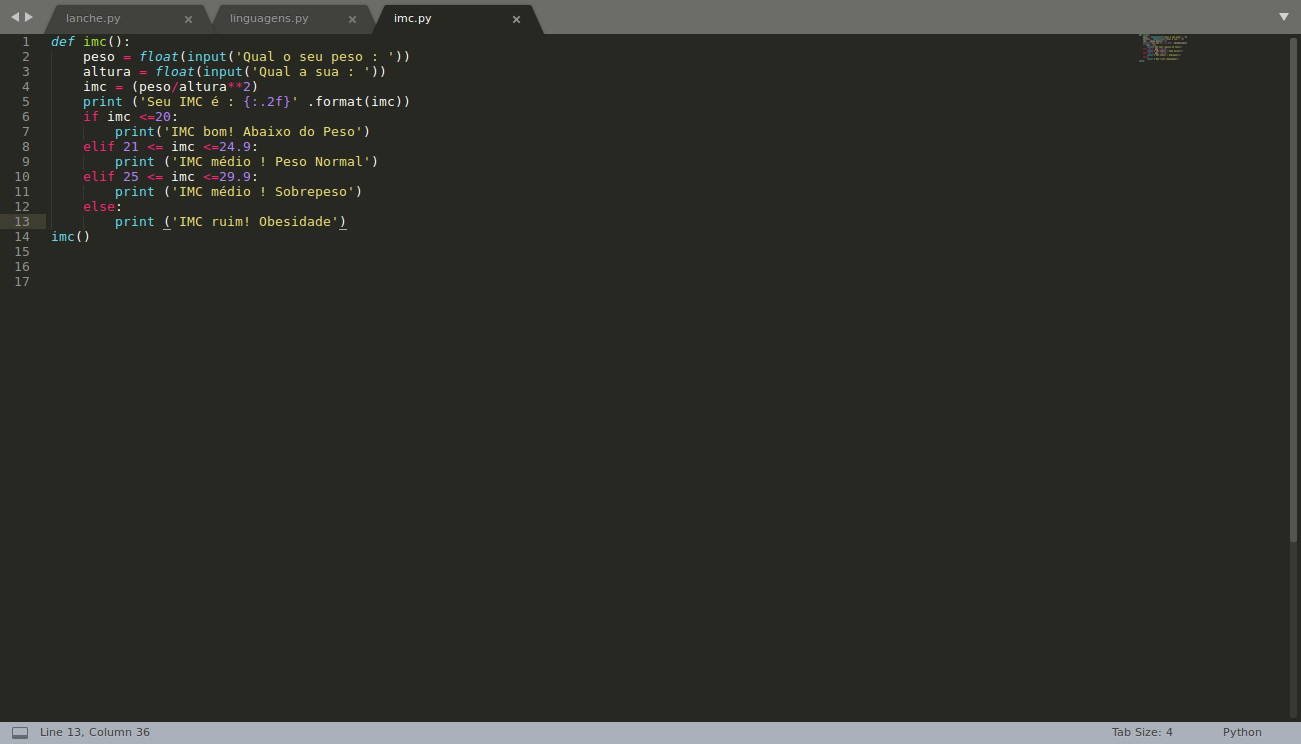 lanche.py × linguagens.py × imc.py ×
1 def imc():
2     peso = float(input('Qual o seu peso : '))
3     altura = float(input('Qual a sua : '))
4     imc = (peso/altura**2)
5     print ('Seu IMC é : {:.2f}' .format(imc))
6     if imc <=20:
7         print('IMC bom! Abaixo do Peso')
8     elif 21 <= imc <=24.9:
9         print ('IMC médio ! Peso Normal')
10     elif 25 <= imc <=29.9:
11         print ('IMC médio ! Sobrepeso')
12     else:
13         print ('IMC ruim! Obesidade')
14 imc()
15
16
17
Line 13, Column 36 Tab Size: 4 Python